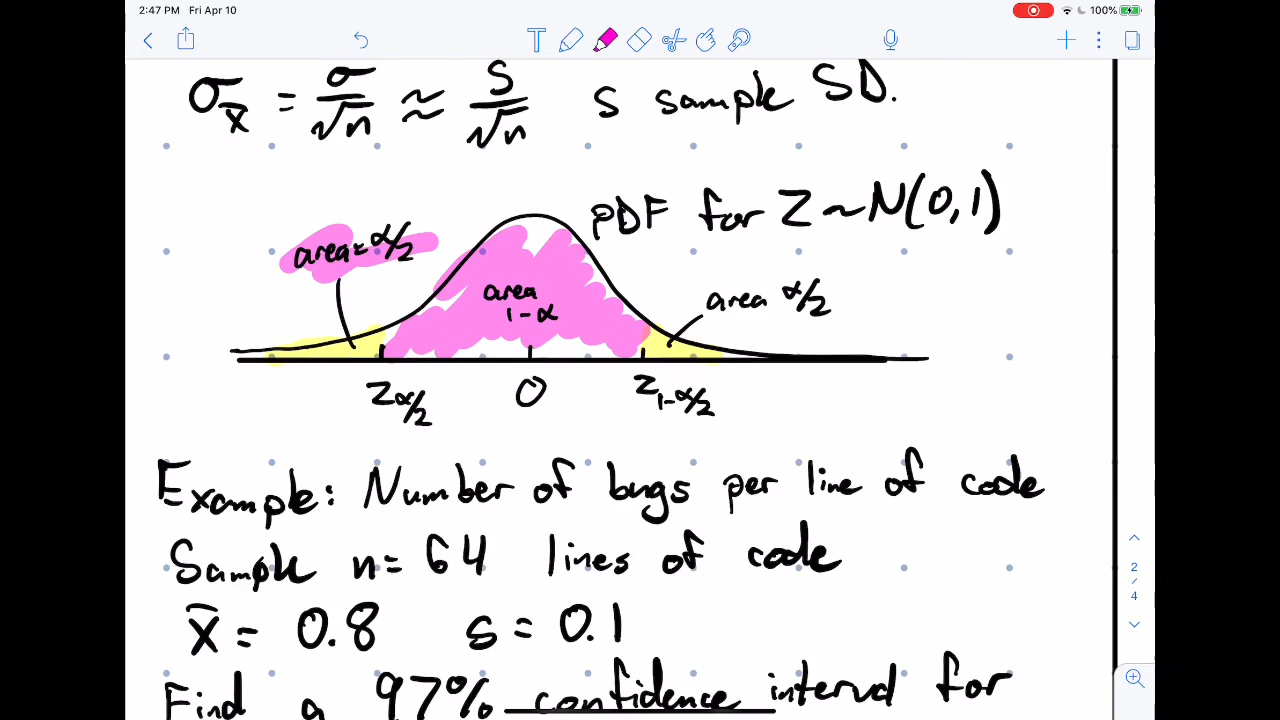 2:47 PM Fri Apr 10
100%
σx̄ = σ/√n ≈ s/√n s sample SD.
PDF for Z ~ N(0,1)
area = α/2
area 1-α
area α/2
zα/2 0 z1-α/2
Example: Number of bugs per line of code
Sample n = 64 lines of code
x̄ = 0.8 s = 0.1
Find a 97% confidence interval for
2
/
4